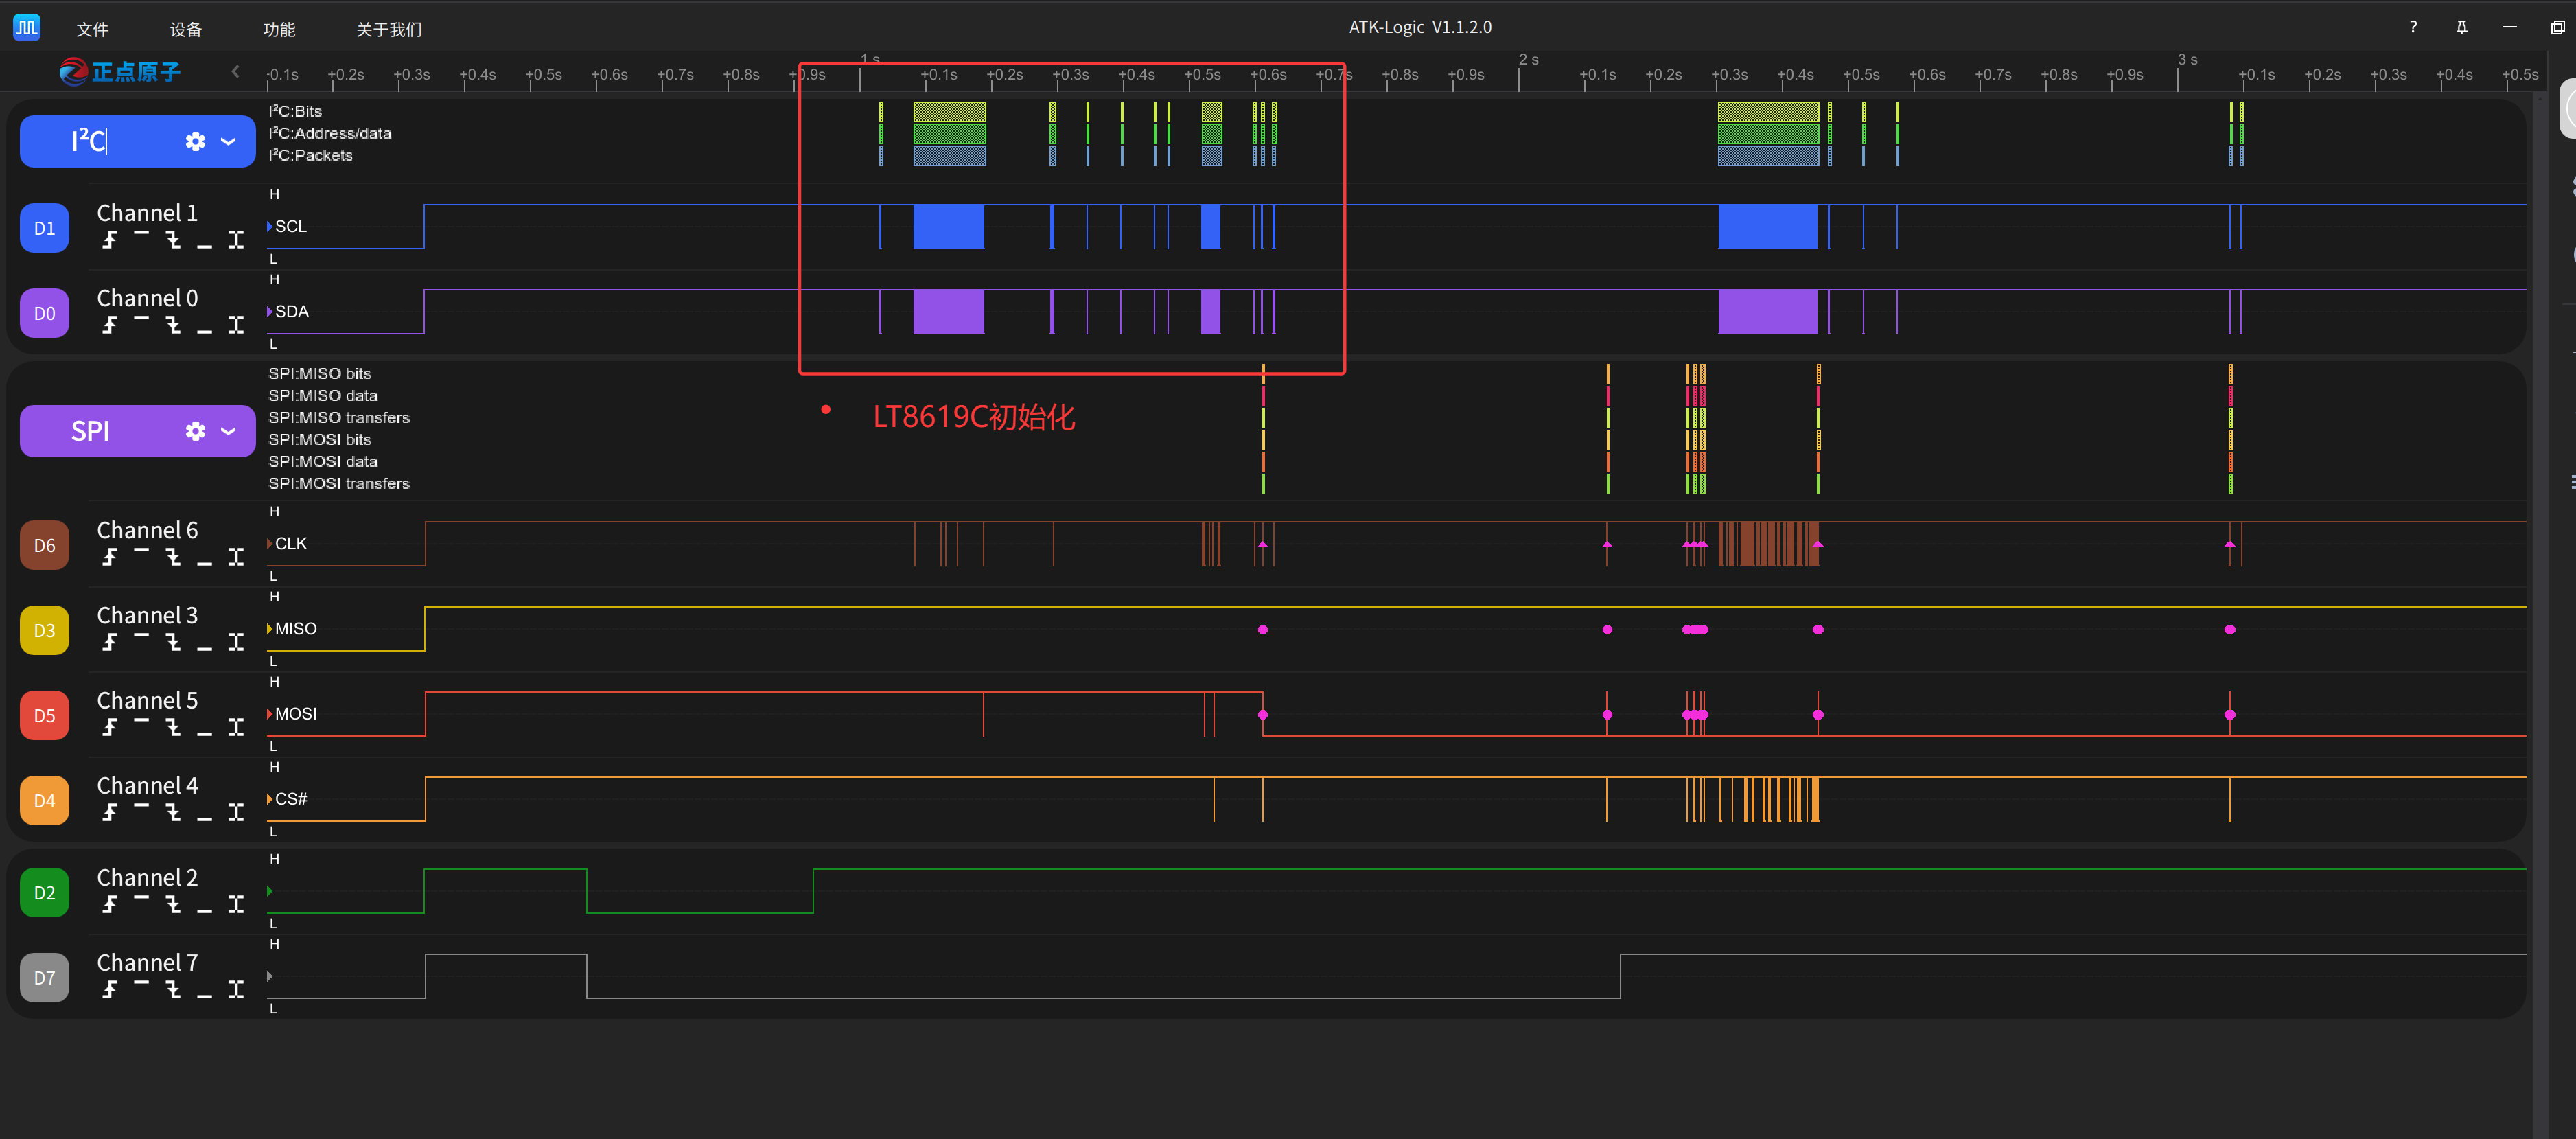 文件 设备 功能 关于我们 ATK-Logic V1.1.2.0 ?
正点原子
1 s 2 s 3 s
+0.1s +0.2s +0.3s +0.4s +0.5s +0.6s +0.7s +0.8s +0.9s +0.1s +0.2s +0.3s +0.4s +0.5s +0.6s +0.7s +0.8s +0.9s +0.1s +0.2s +0.3s +0.4s +0.5s +0.6s +0.7s +0.8s +0.9s +0.1s +0.2s +0.3s +0.4s +0.5s
I²C
I²C:Bits
I²C:Address/data
I²C:Packets
D1 Channel 1
H
SCL
L
D0 Channel 0
H
SDA
L
SPI
SPI:MISO bits
SPI:MISO data
SPI:MISO transfers
SPI:MOSI bits
SPI:MOSI data
SPI:MOSI transfers
LT8619C初始化
D6 Channel 6
H
CLK
L
D3 Channel 3
H
MISO
L
D5 Channel 5
H
MOSI
L
D4 Channel 4
H
CS#
L
D2 Channel 2
H
L
D7 Channel 7
H
L